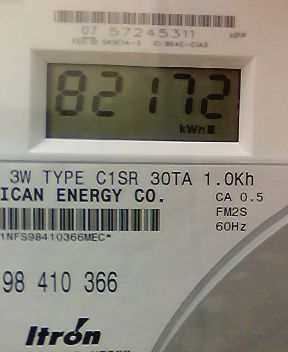 07 57245311
HPP
82172
kWh
3W TYPE C1SR 30TA 1.0Kh
ICAN ENERGY CO.
CA 0.5
FM2S
60Hz
1NFS98410366MEC*
98 410 366
Itron